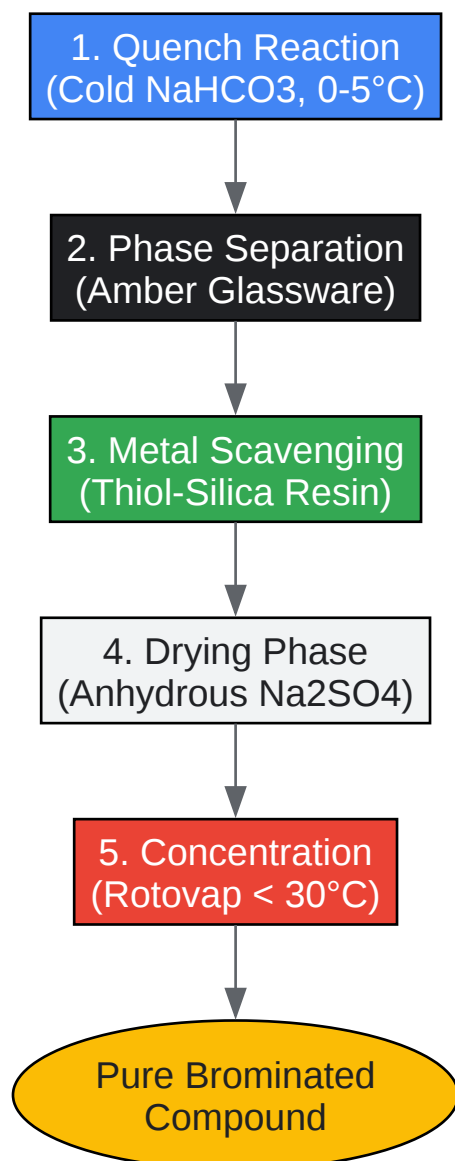 1. Quench Reaction
(Cold NaHCO3, 0-5°C)
2. Phase Separation
(Amber Glassware)
3. Metal Scavenging
(Thiol-Silica Resin)
4. Drying Phase
(Anhydrous Na2SO4)
5. Concentration
(Rotovap < 30°C)
Pure Brominated
Compound